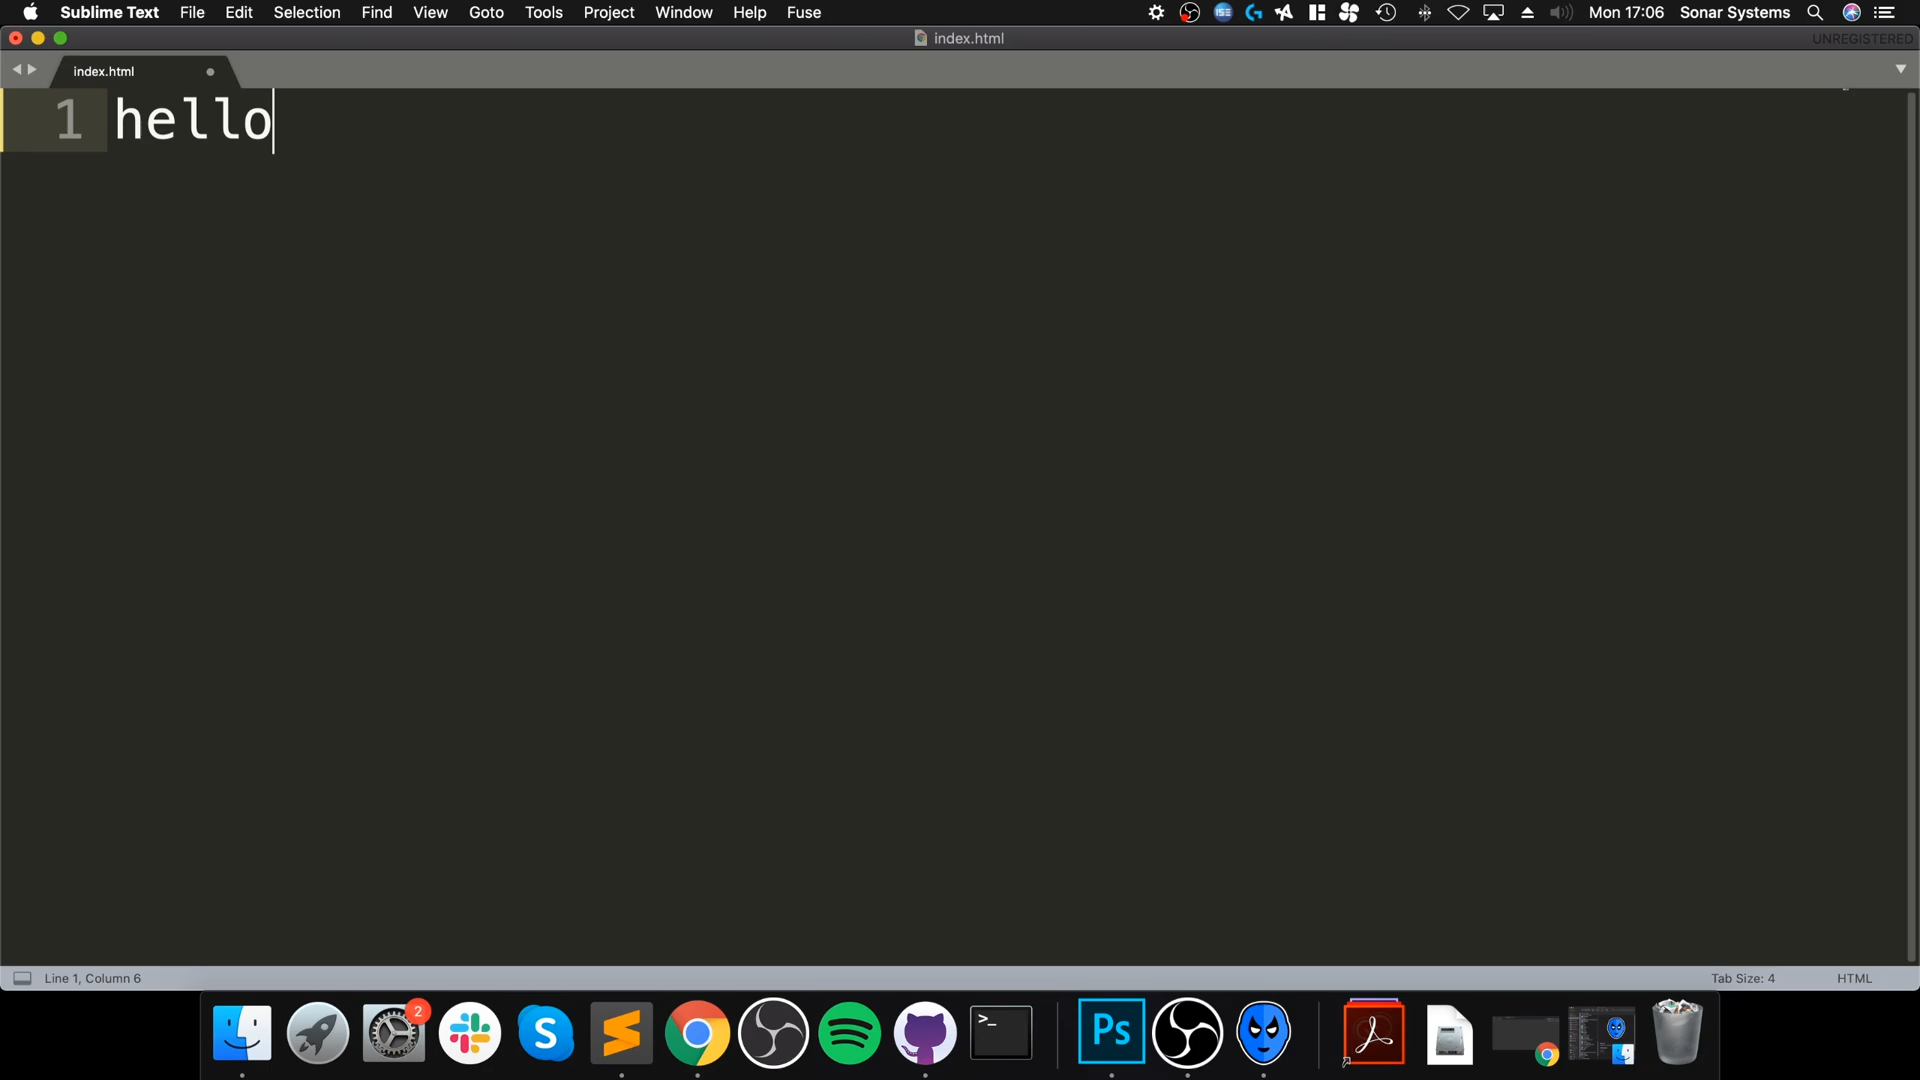 Sublime Text File Edit Selection Find View Goto Tools Project Window Help Fuse Mon 17:06 Sonar Systems
index.html
UNREGISTERED
index.html
1 hello
Line 1, Column 6 Tab Size: 4 HTML
2
S
>_
Ps